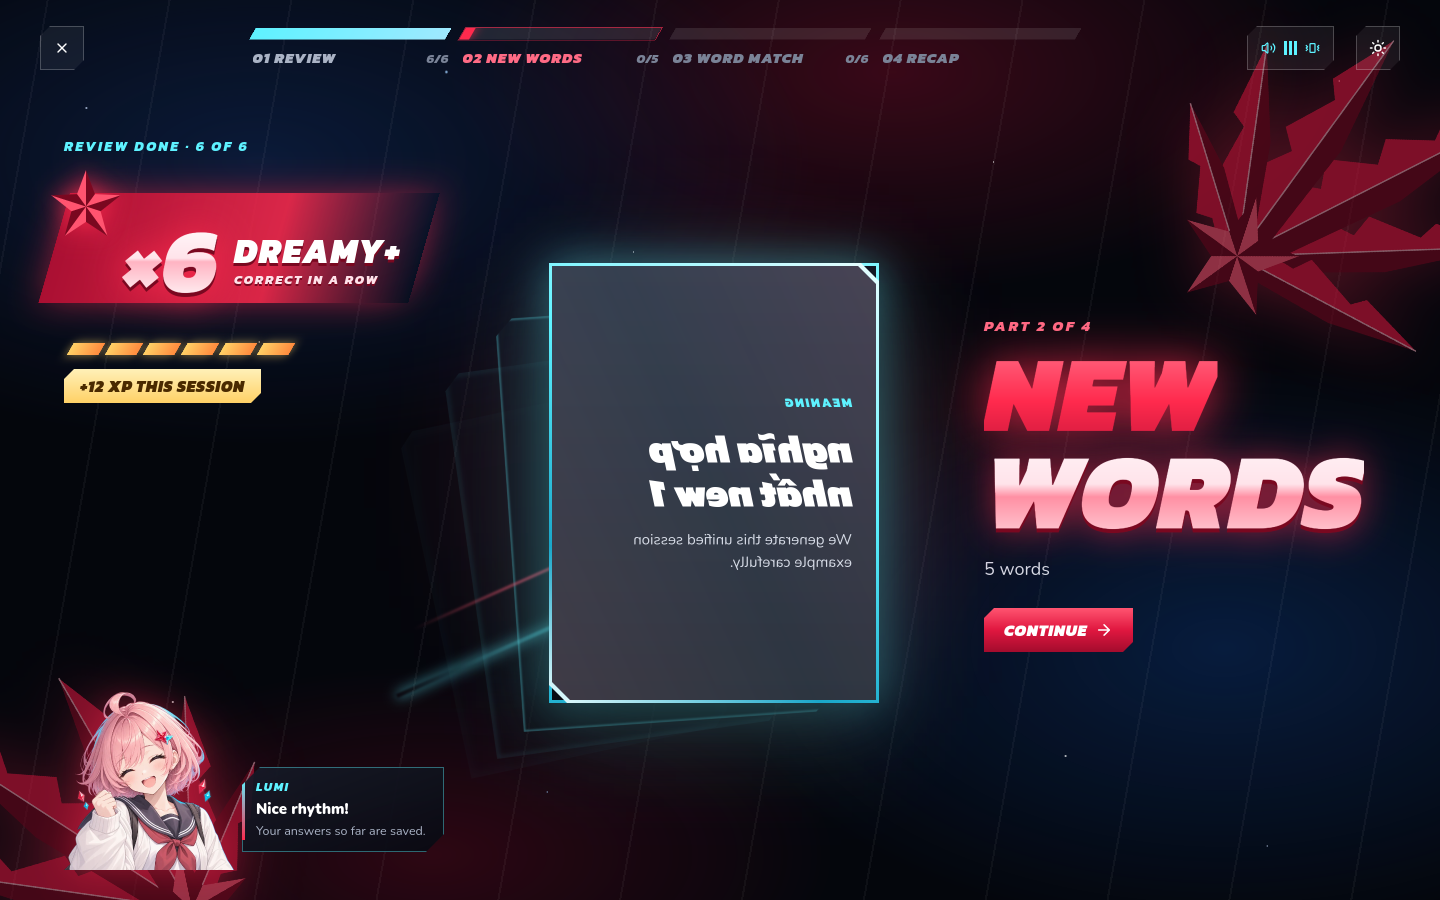 01 REVIEW 6/6
02 NEW WORDS 0/5
03 WORD MATCH 0/6
04 RECAP
REVIEW DONE · 6 OF 6
×6 DREAMY+
CORRECT IN A ROW
+12 XP THIS SESSION
MEANING
nghĩa hợp
nhất new 1
We generate this unified session
example carefully.
PART 2 OF 4
NEW
WORDS
5 words
CONTINUE →
LUMI
Nice rhythm!
Your answers so far are saved.